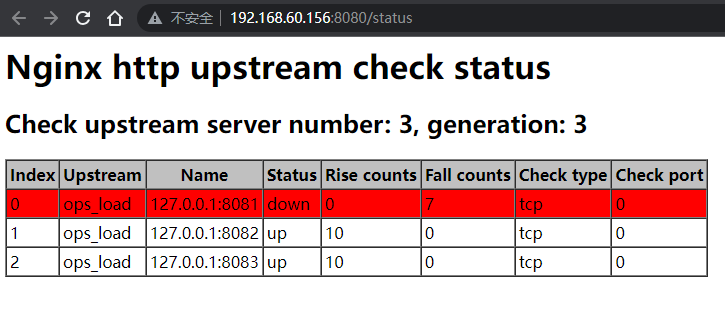 不安全 192.168.60.156:8080/status
Nginx http upstream check status
Check upstream server number: 3, generation: 3
Index Upstream Name Status Rise counts Fall counts Check type Check port
0 ops_load 127.0.0.1:8081 down 0 7 tcp 0
1 ops_load 127.0.0.1:8082 up 10 0 tcp 0
2 ops_load 127.0.0.1:8083 up 10 0 tcp 0